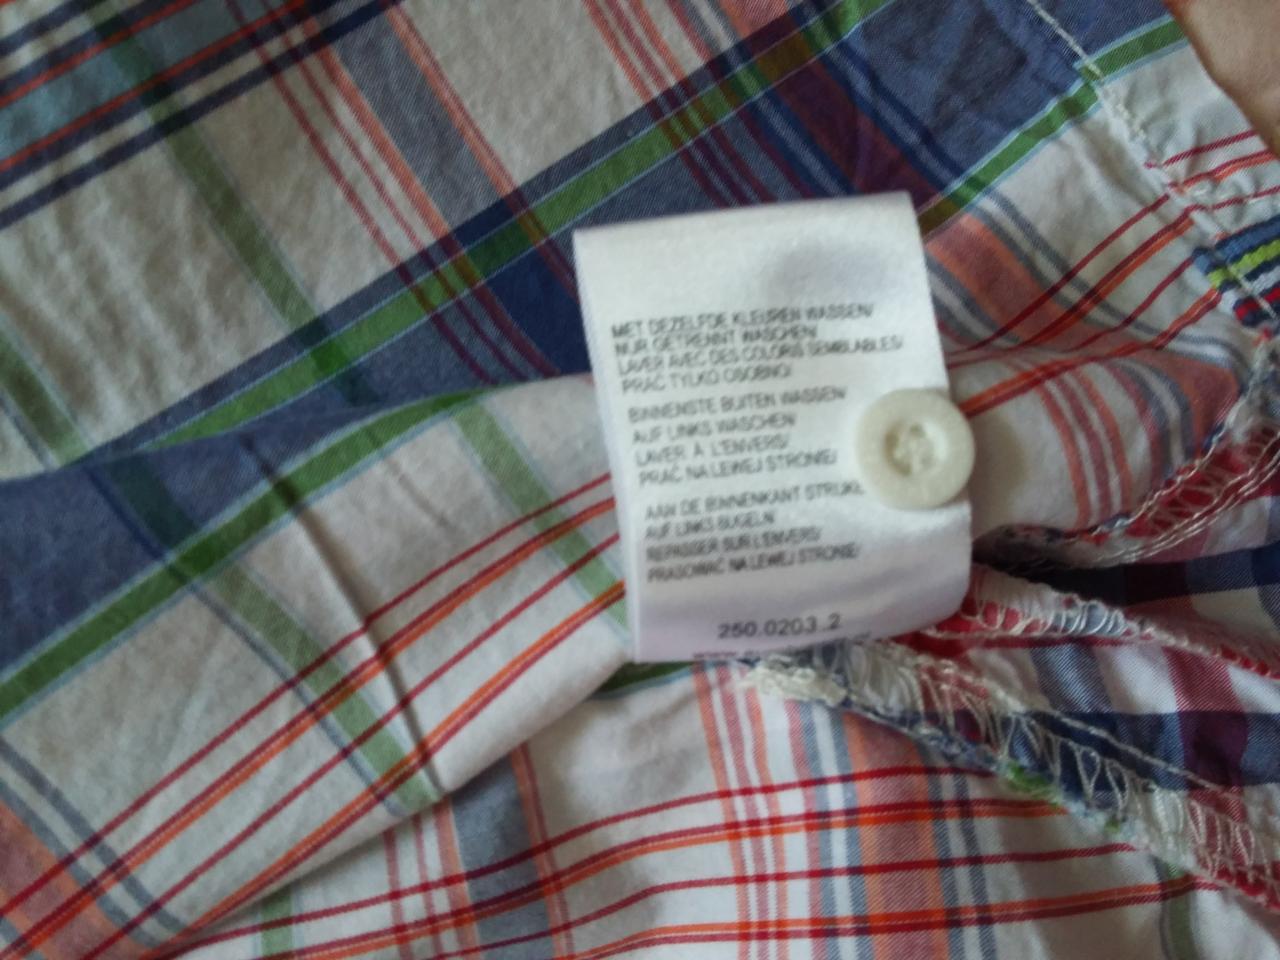 MET DEZELFDE KLEUREN WASSEN/
NUR GETRENNT WASCHEN/
LAVER AVEC DES COLORIS SEMBLABLES/
PRAĆ TYLKO OSOBNO/
BINNENSTE BUITEN WASSEN/
AUF LINKS WASCHEN/
LAVER À L'ENVERS/
PRAĆ NA LEWEJ STRONIE/
AAN DE BINNENKANT STRIJKE
AUF LINKS BÜGELN/
REPASSER SUR L'ENVERS/
PRASOWAĆ NA LEWEJ STRONIE/
250.0203 2